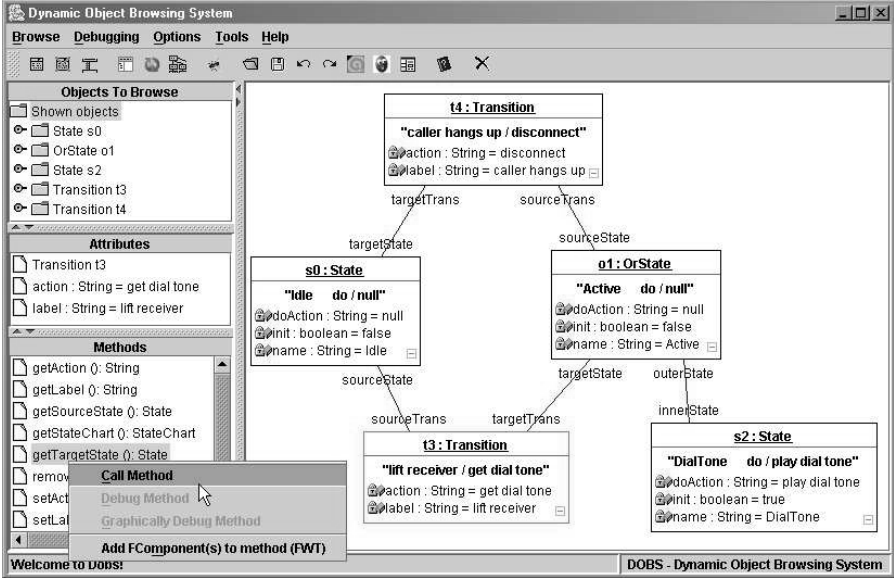 Dynamic Object Browsing System
Browse Debugging Options Tools Help
Objects To Browse
Shown objects
State s0
OrState o1
State s2
Transition t3
Transition t4
Attributes
Transition t3
action : String = get dial tone
label : String = lift receiver
Methods
getAction (): String
getLabel (): String
getSourceState (): State
getStateChart (): StateChart
getTargetState (): State
remov
setAct
setLal
Call Method
Debug Method
Graphically Debug Method
Add FComponent(s) to method (FWT)
t4 : Transition
"caller hangs up / disconnect"
action : String = disconnect
label : String = caller hangs up
targetTrans sourceTrans
targetState sourceState
s0 : State
"Idle do / null"
doAction : String = null
init : boolean = false
name : String = Idle
o1 : OrState
"Active do / null"
doAction : String = null
init : boolean = false
name : String = Active
sourceState targetState outerState
sourceTrans targetTrans innerState
t3 : Transition
"lift receiver / get dial tone"
action : String = get dial tone
label : String = lift receiver
s2 : State
"DialTone do / play dial tone"
doAction : String = play dial tone
init : boolean = true
name : String = DialTone
Welcome to Dobs!
DOBS - Dynamic Object Browsing System